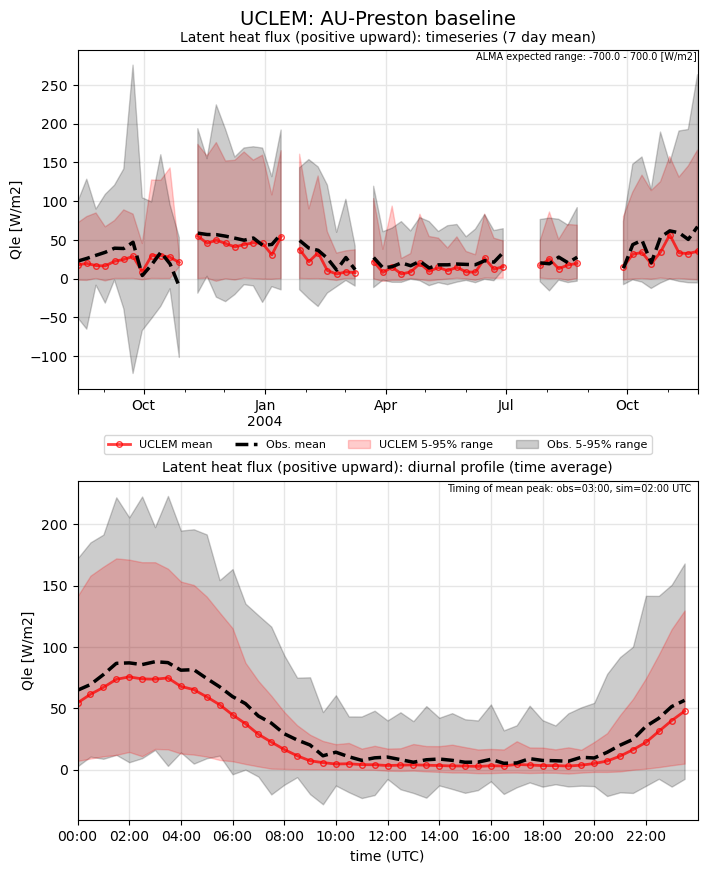 UCLEM: AU-Preston baseline
Latent heat flux (positive upward): timeseries (7 day mean)
ALMA expected range: -700.0 - 700.0 [W/m2]
250
200
150
100
50
0
−50
−100
Qle [W/m2]
Oct
Jan
Apr
Jul
Oct
2004
UCLEM mean
Obs. mean
UCLEM 5-95% range
Obs. 5-95% range
Latent heat flux (positive upward): diurnal profile (time average)
Timing of mean peak: obs=03:00, sim=02:00 UTC
200
150
100
50
0
Qle [W/m2]
00:00
02:00
04:00
06:00
08:00
10:00
12:00
14:00
16:00
18:00
20:00
22:00
time (UTC)